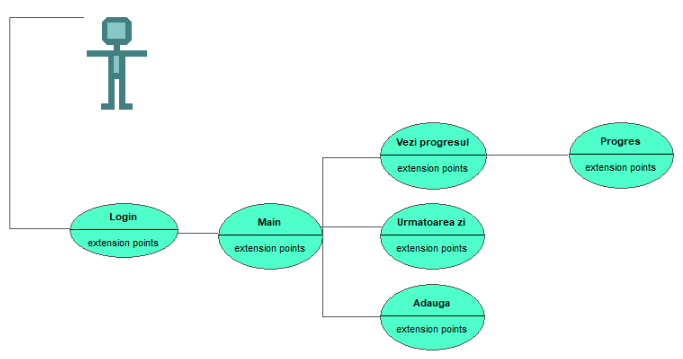 Vezi progresul
extension points
Progres
extension points
Login
extension points
Main
extension points
Urmatoarea zi
extension points
Adauga
extension points